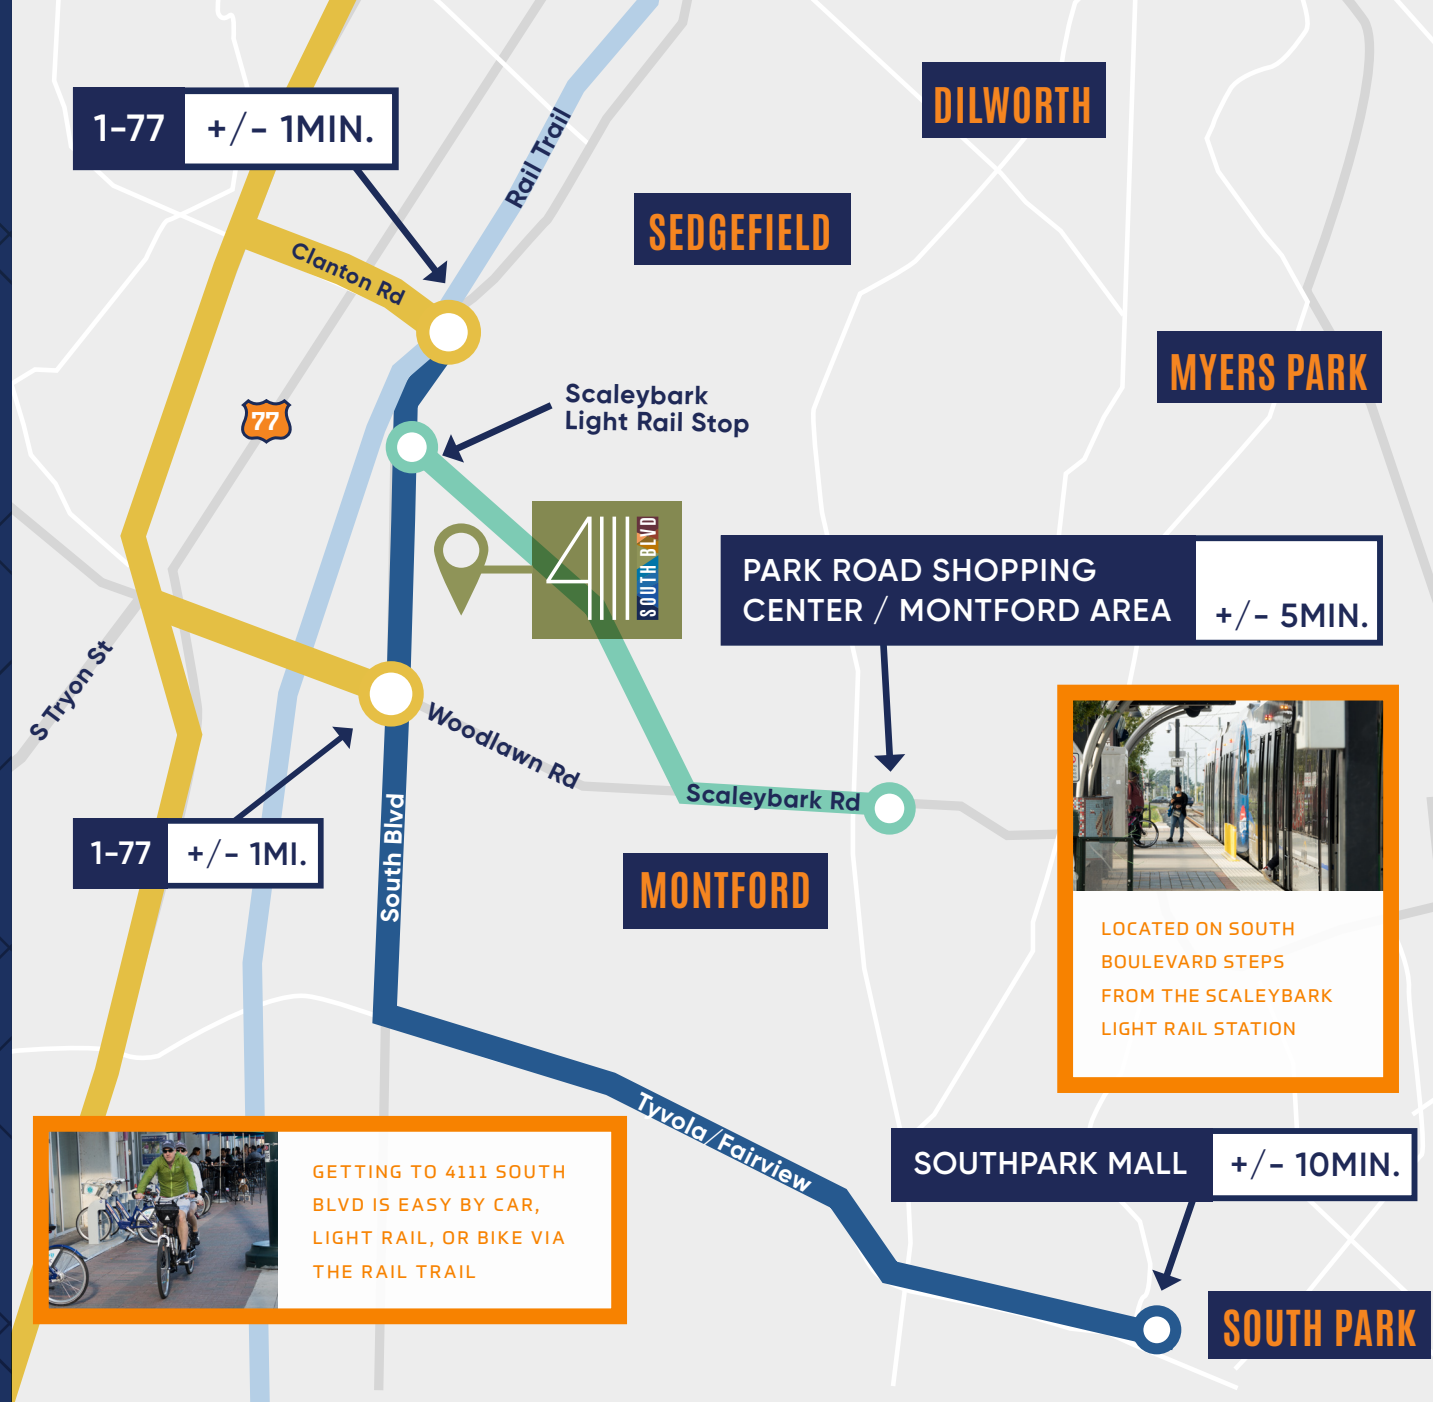 DILWORTH
1-77 +/- 1MIN.
Rail Trail
SEDGEFIELD
Clanton Rd
MYERS PARK
Scaleybark
Light Rail Stop
77
4111
SOUTH BLVD
PARK ROAD SHOPPING
CENTER / MONTFORD AREA
+/- 5MIN.
S Tryon St
Woodlawn Rd
Scaleybark Rd
South Blvd
1-77 +/- 1MI.
MONTFORD
LOCATED ON SOUTH
BOULEVARD STEPS
FROM THE SCALEYBARK
LIGHT RAIL STATION
Tyvola/Fairview
GETTING TO 4111 SOUTH
BLVD IS EASY BY CAR,
LIGHT RAIL, OR BIKE VIA
THE RAIL TRAIL
SOUTHPARK MALL +/- 10MIN.
SOUTH PARK